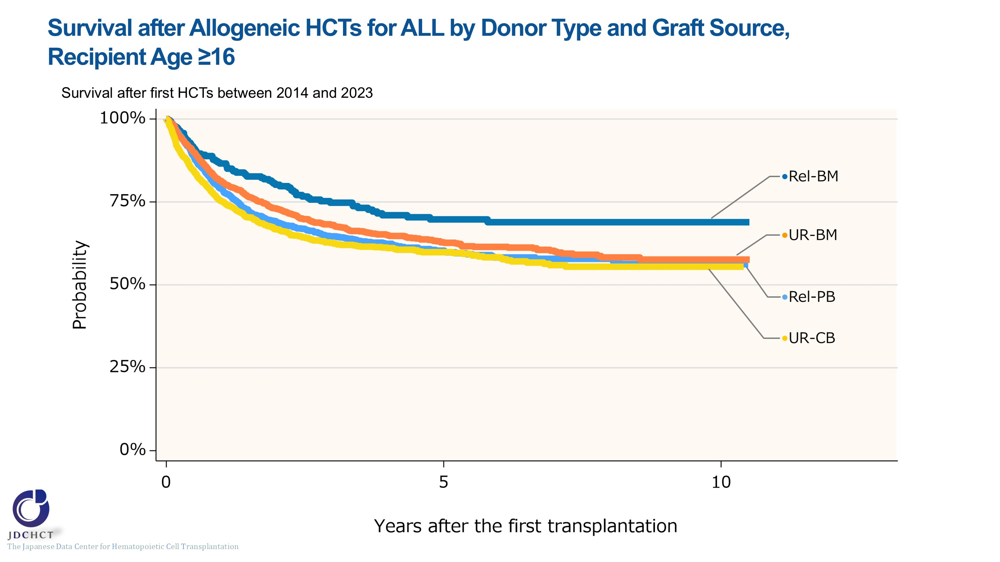 Survival after Allogeneic HCTs for ALL by Donor Type and Graft Source,
Recipient Age ≥16
Survival after first HCTs between 2014 and 2023
100%
75%
50%
25%
0%
Probability
Rel-BM
UR-BM
Rel-PB
UR-CB
0
5
10
Years after the first transplantation
JDCHCT
The Japanese Data Center for Hematopoietic Cell Transplantation